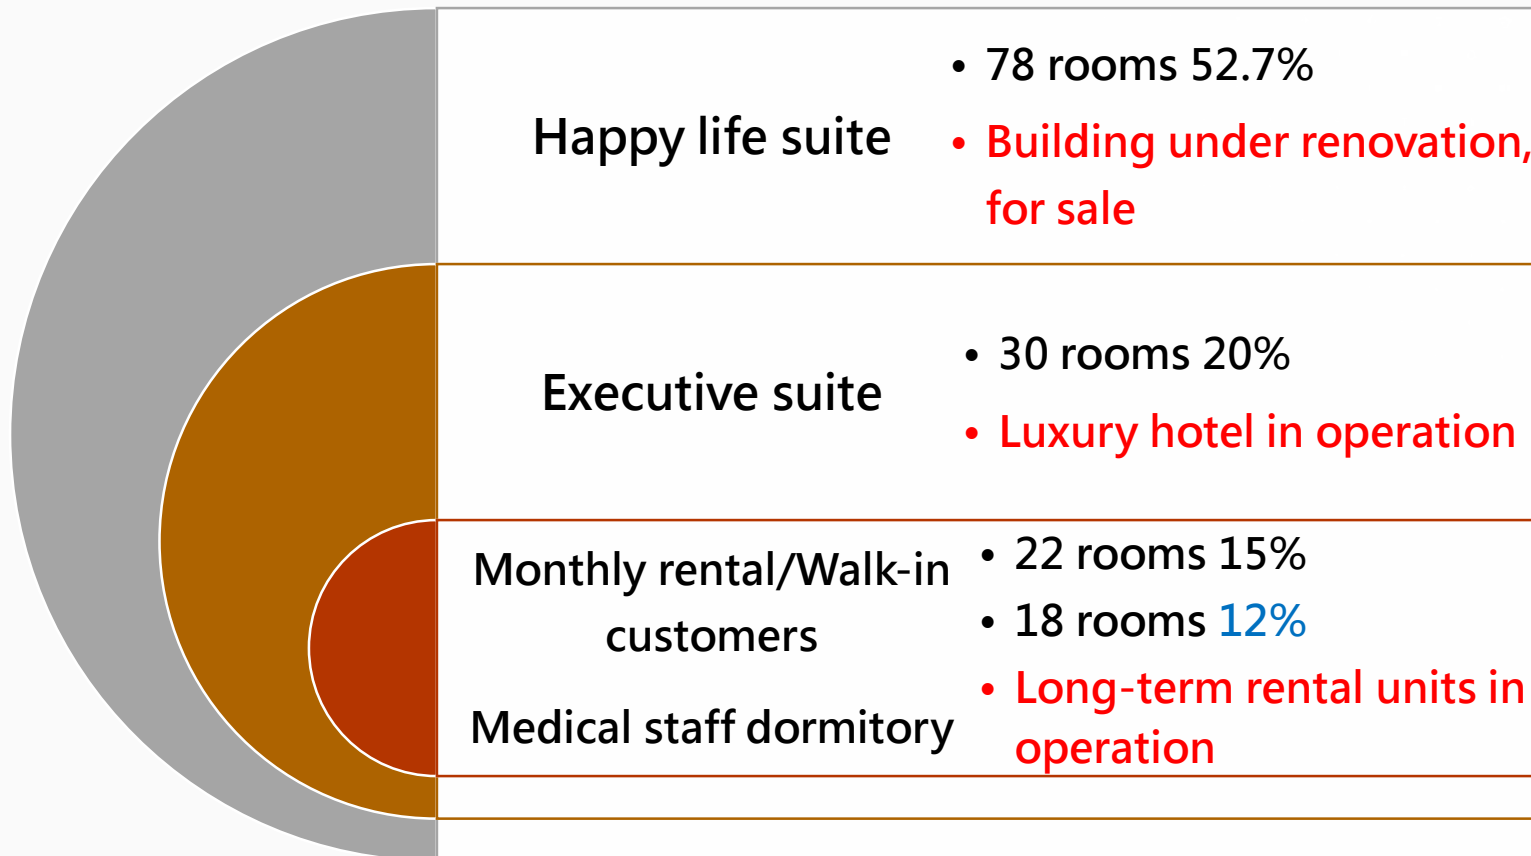 Happy life suite
• 78 rooms 52.7%
• Building under renovation,
for sale
Executive suite
• 30 rooms 20%
• Luxury hotel in operation
Monthly rental/Walk-in
customers
Medical staff dormitory
• 22 rooms 15%
• 18 rooms 12%
• Long-term rental units in
operation